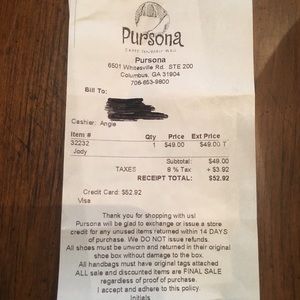 Pursona
Pursona
6501 Whitesville Rd. STE 200
Columbus, GA 31904
706-653-9800
Bill To:
Cashier: Angie
Item # Qty Price Ext Price
32232 1 $49.00 $49.00 T
Jody
Subtotal: $49.00
TAXES 8 % Tax + $3.92
RECEIPT TOTAL: $52.92
Credit Card: $52.92
Visa
Thank you for shopping with us!
Pursona will be glad to exchange or issue a store
credit for any unused items returned within 14 DAYS
of purchase. We DO NOT issue refunds.
All shoes must be unworn and returned in their original
shoe box without damage to the box.
All handbags must have original tags attached
ALL sale and discounted items are FINAL SALE
regardless of proof of purchase.
I accept and adhere to this policy.
Initials